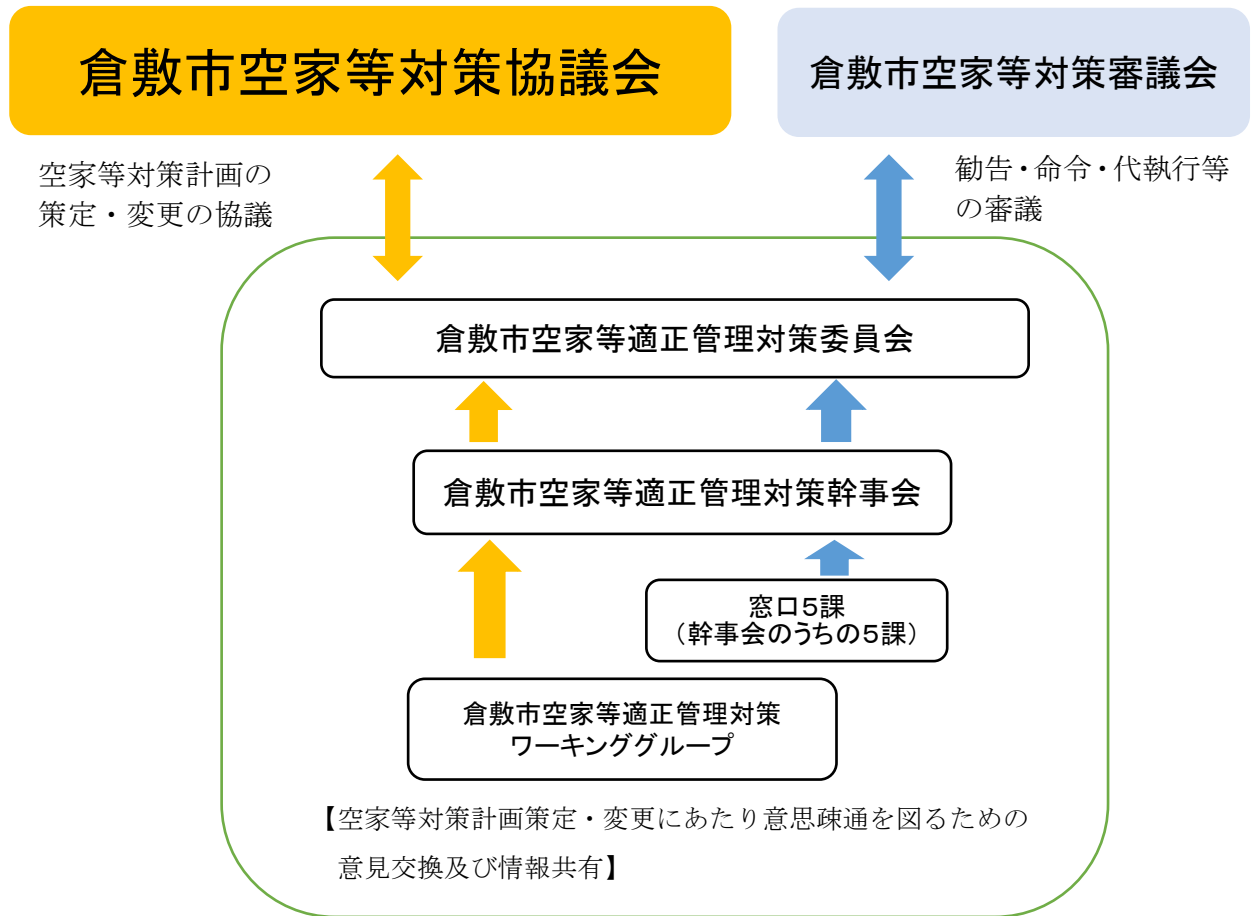 倉敷市空家等対策協議会
倉敷市空家等対策審議会
空家等対策計画の
策定・変更の協議
勧告・命令・代執行等
の審議
倉敷市空家等適正管理対策委員会
倉敷市空家等適正管理対策幹事会
窓口５課
（幹事会のうちの５課）
倉敷市空家等適正管理対策
ワーキンググループ
【空家等対策計画策定・変更にあたり意思疎通を図るための
意見交換及び情報共有】